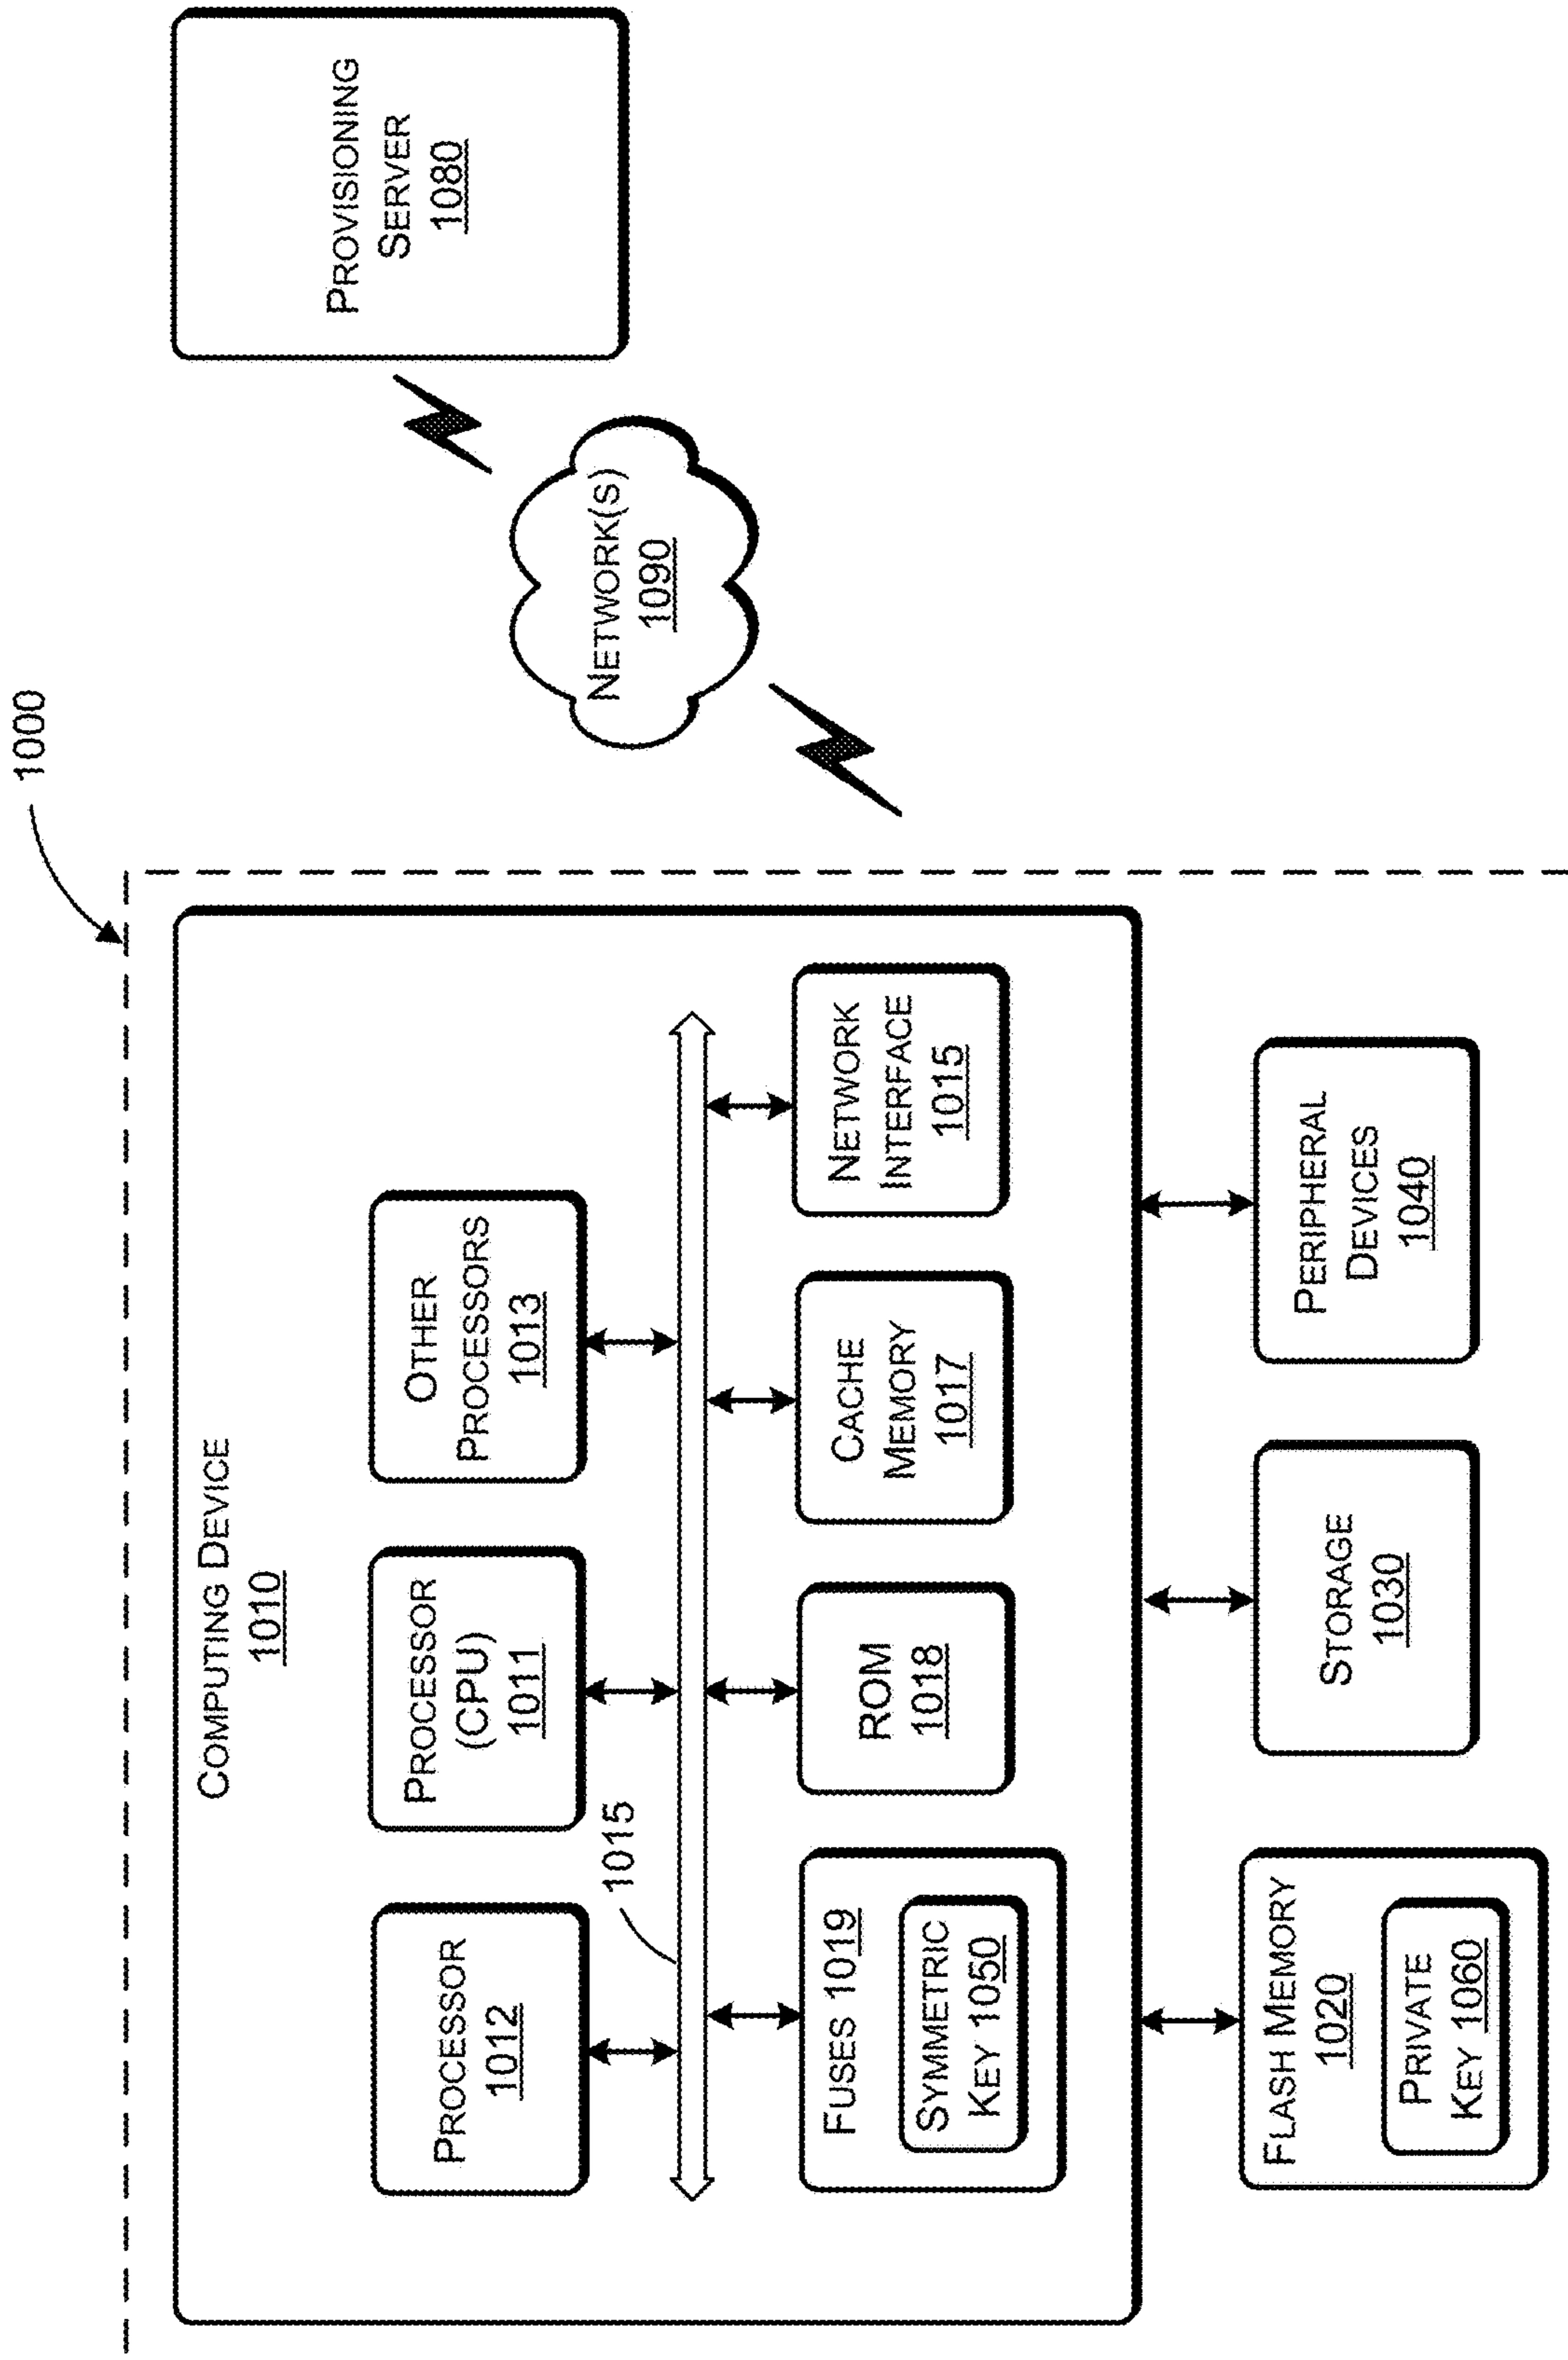 1000
COMPUTING DEVICE
1010
PROCESSOR
1012
PROCESSOR
(CPU)
1011
OTHER
PROCESSORS
1013
1015
FUSES 1019
SYMMETRIC
KEY 1050
ROM
1018
CACHE
MEMORY
1017
NETWORK
INTERFACE
1015
FLASH MEMORY
1020
PRIVATE
KEY 1060
STORAGE
1030
PERIPHERAL
DEVICES
1040
NETWORK(S)
1090
PROVISIONING
SERVER
1080